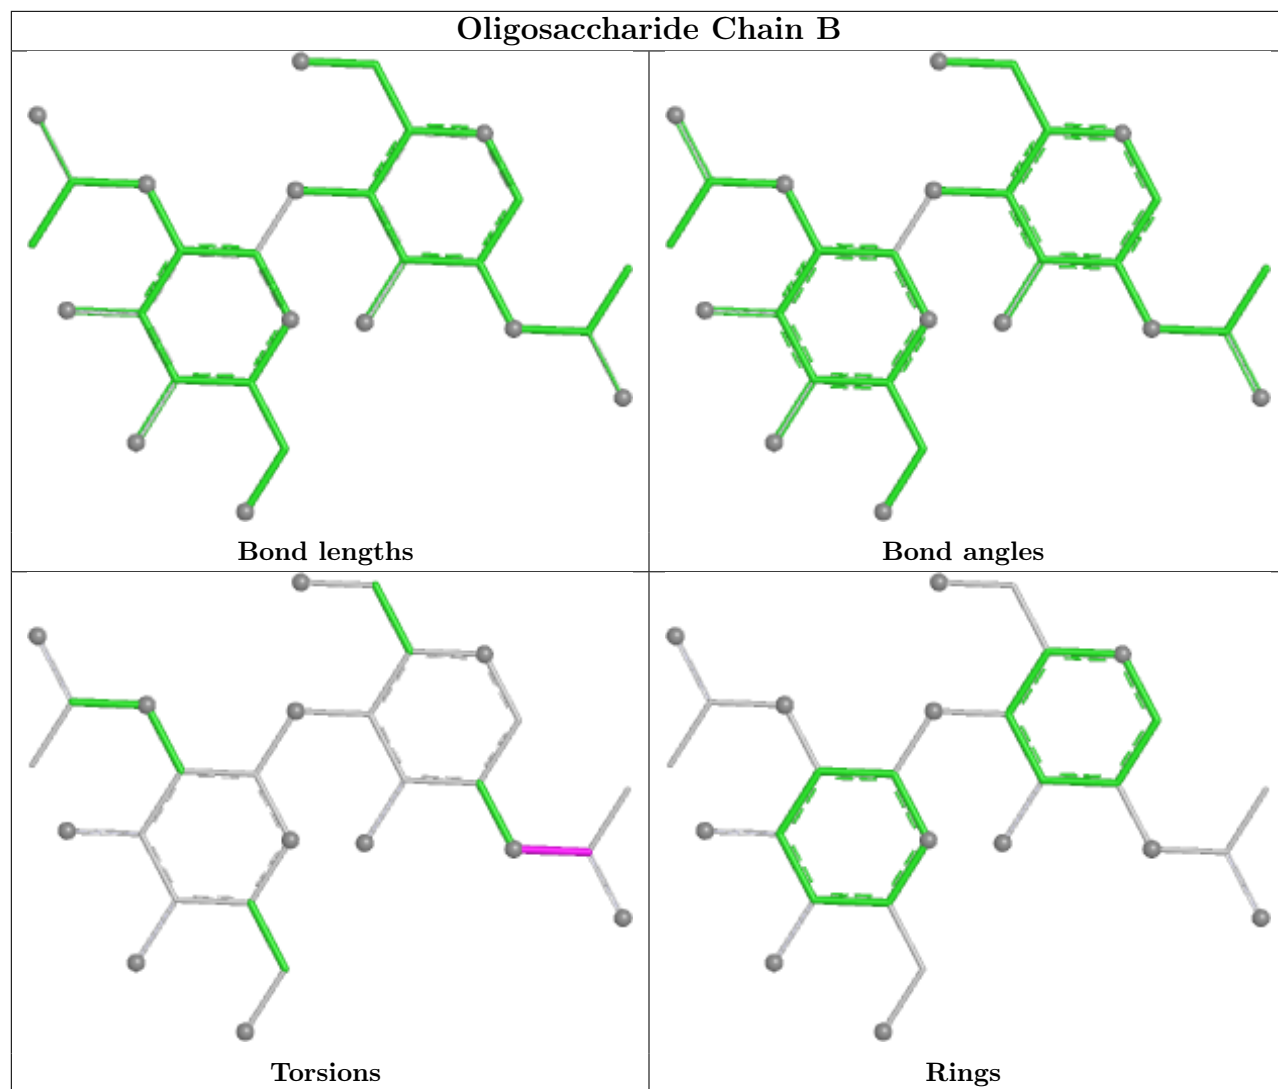 Oligosaccharide Chain B
Bond lengths
Bond angles
Torsions
Rings